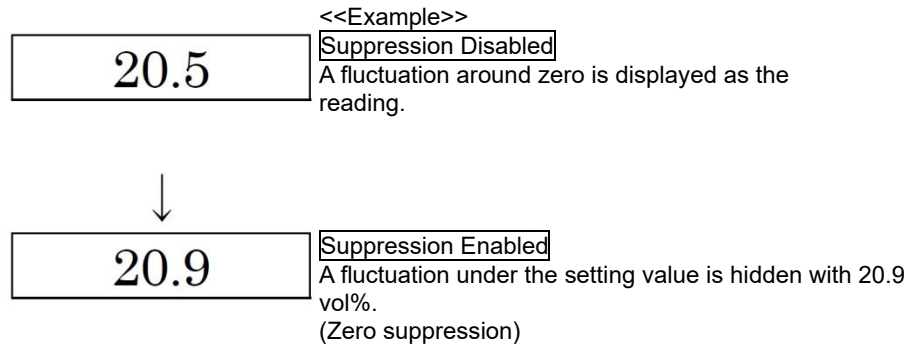 <<Example>>
Suppression Disabled
20.5
A fluctuation around zero is displayed as the
reading.
↓
Suppression Enabled
20.9
A fluctuation under the setting value is hidden with 20.9
vol%.
(Zero suppression)